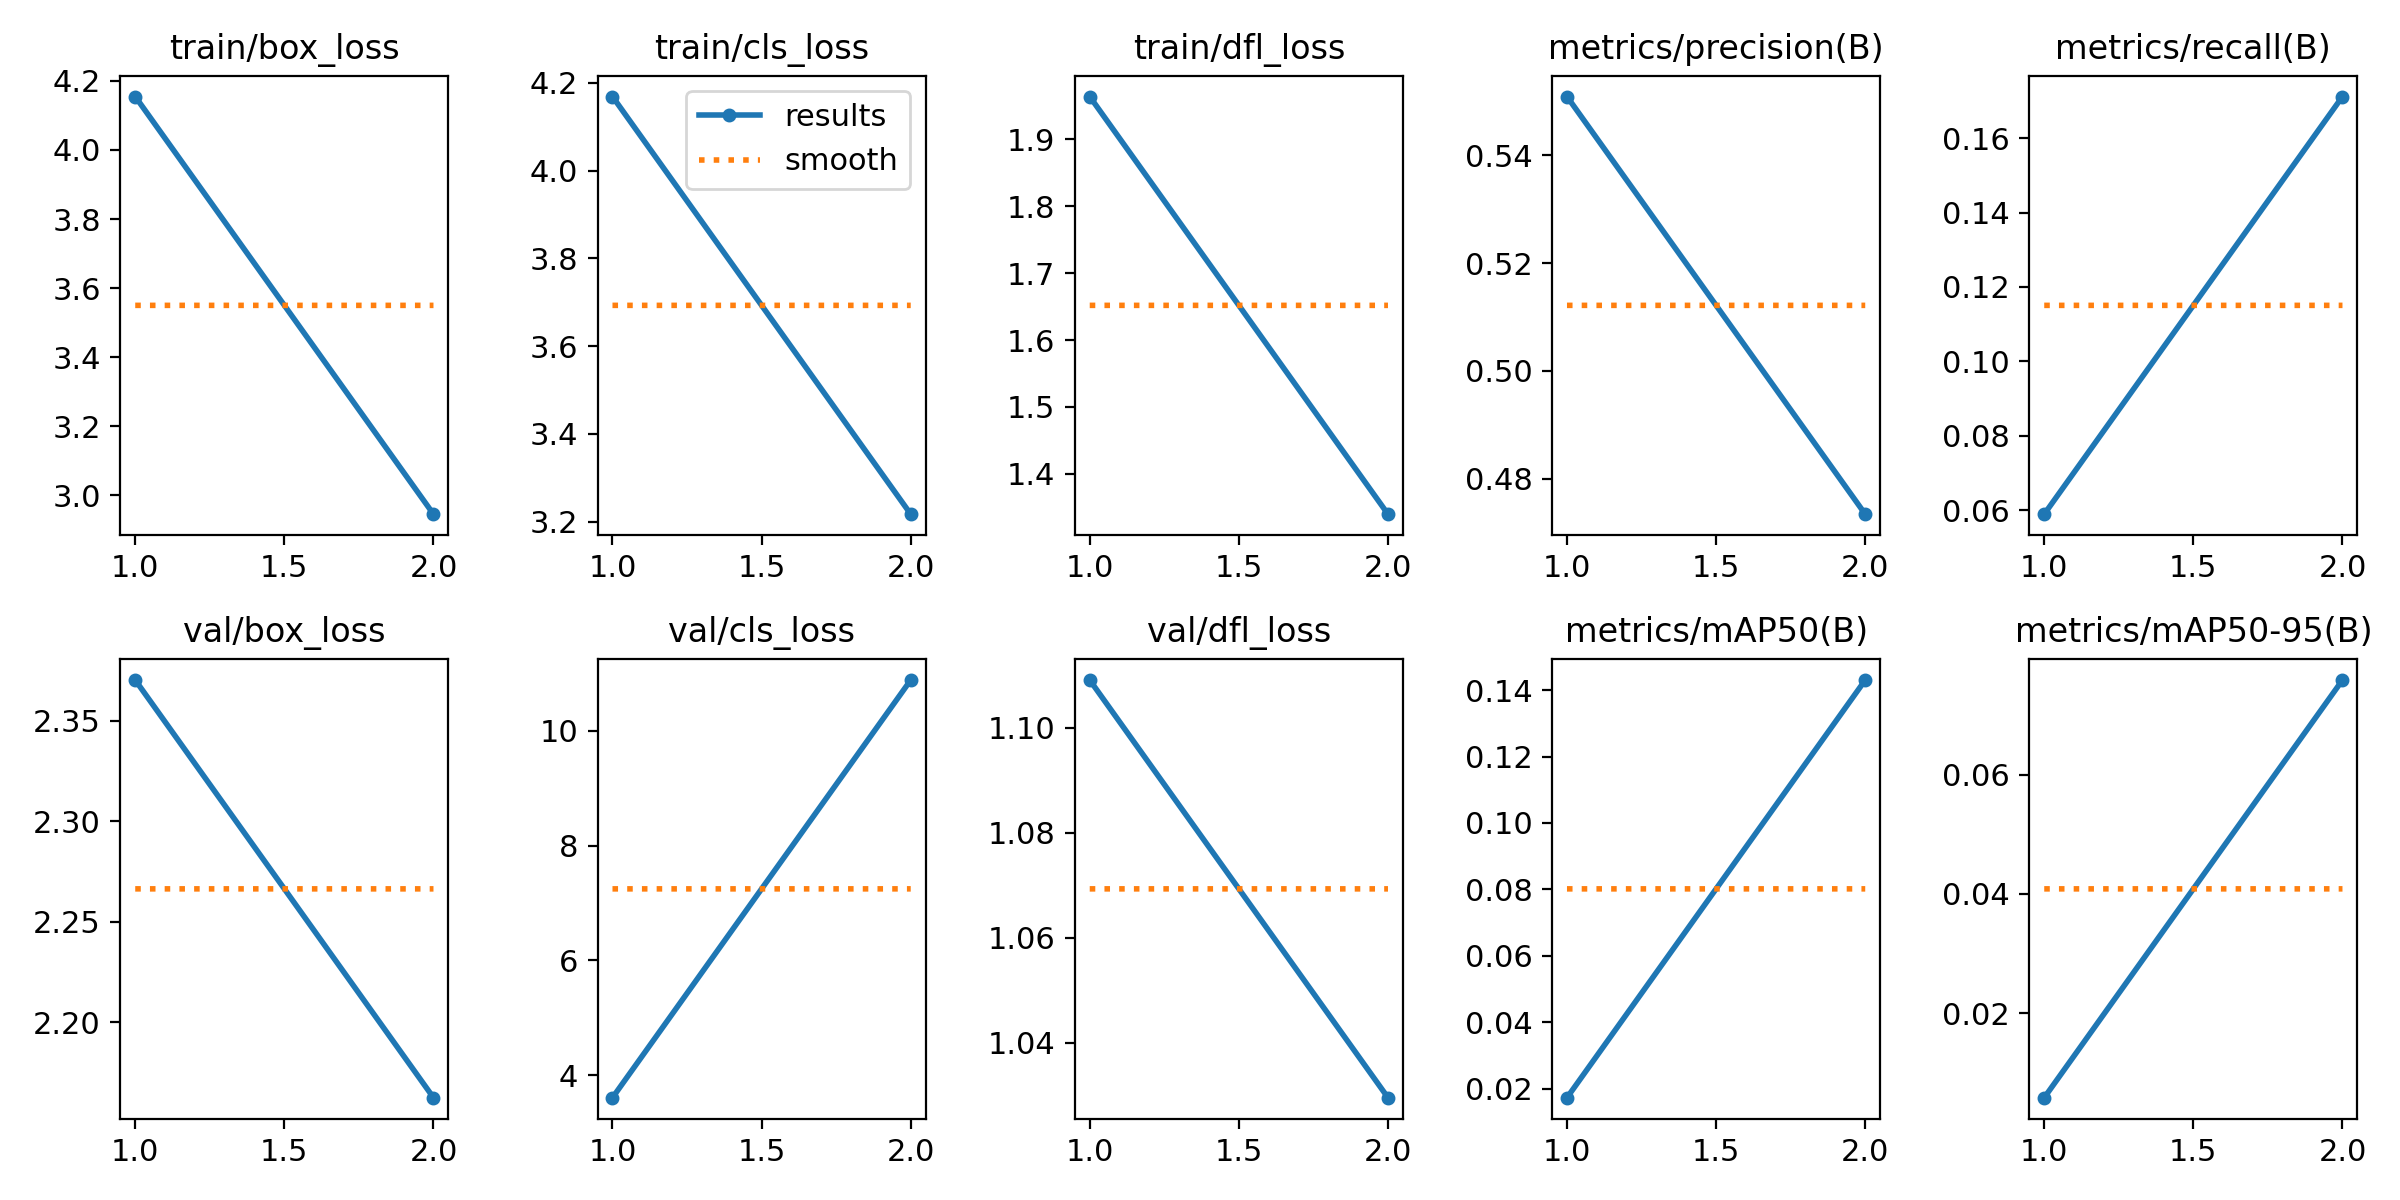 train/box_loss
4.2
4.0
3.8
3.6
3.4
3.2
3.0
1.0 1.5 2.0
train/cls_loss
results
smooth
4.2
4.0
3.8
3.6
3.4
3.2
1.0 1.5 2.0
train/dfl_loss
1.9
1.8
1.7
1.6
1.5
1.4
1.0 1.5 2.0
metrics/precision(B)
0.54
0.52
0.50
0.48
1.0 1.5 2.0
metrics/recall(B)
0.16
0.14
0.12
0.10
0.08
0.06
1.0 1.5 2.0
val/box_loss
2.35
2.30
2.25
2.20
1.0 1.5 2.0
val/cls_loss
10
8
6
4
1.0 1.5 2.0
val/dfl_loss
1.10
1.08
1.06
1.04
1.0 1.5 2.0
metrics/mAP50(B)
0.14
0.12
0.10
0.08
0.06
0.04
0.02
1.0 1.5 2.0
metrics/mAP50-95(B)
0.06
0.04
0.02
1.0 1.5 2.0